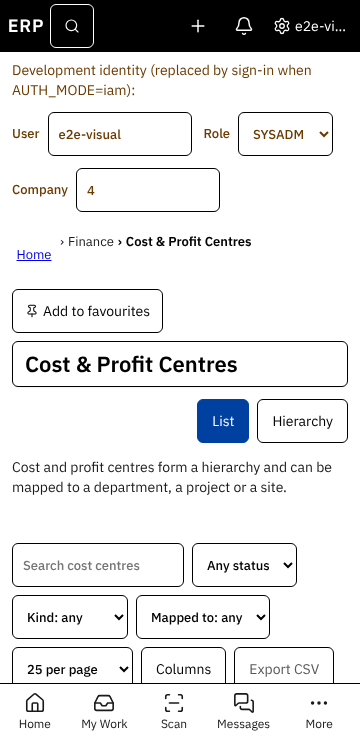 ERP
e2e-vi...
Development identity (replaced by sign-in when
AUTH_MODE=iam):
User e2e-visual Role SYSADM
Company 4
Home › Finance › Cost & Profit Centres
Add to favourites
Cost & Profit Centres
List Hierarchy
Cost and profit centres form a hierarchy and can be
mapped to a department, a project or a site.
Search cost centres Any status
Kind: any Mapped to: any
25 per page Columns Export CSV
Home My Work Scan Messages More